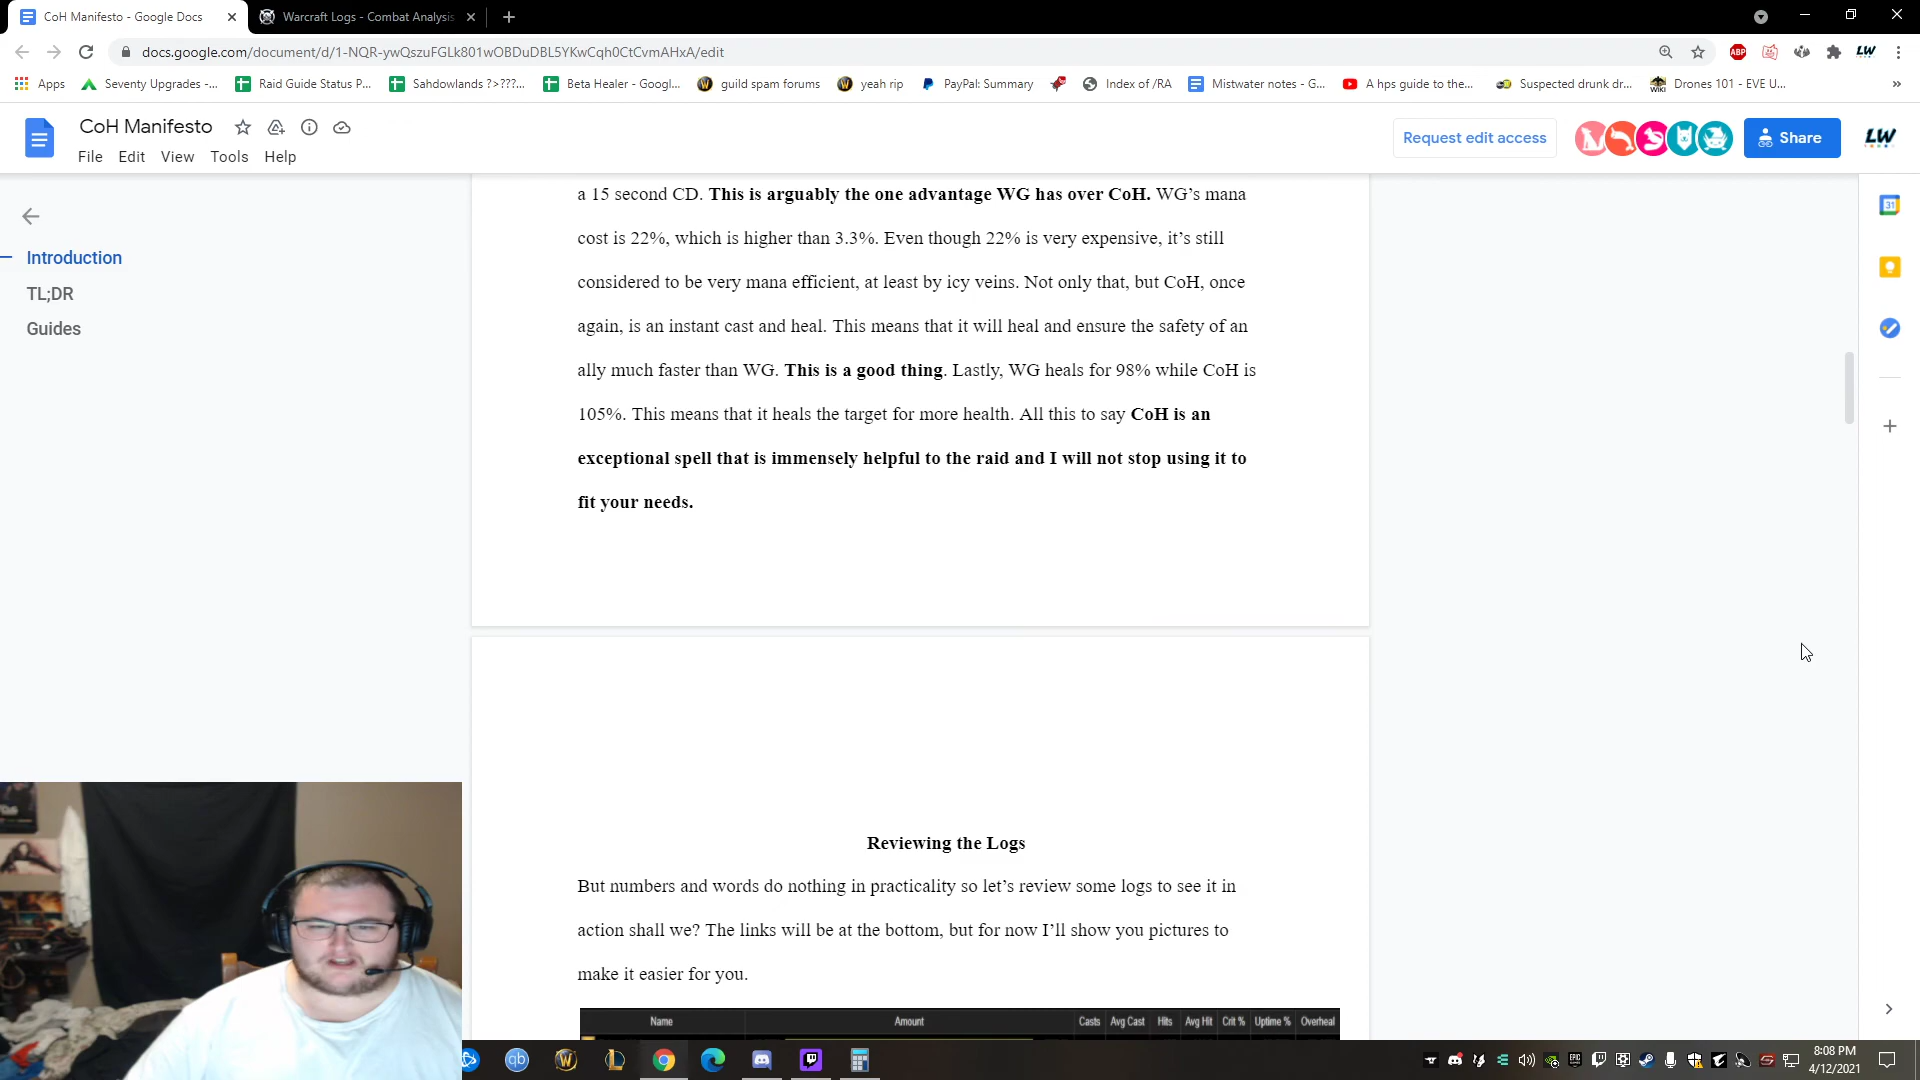 CoH Manifesto - Google Docs
Warcraft Logs - Combat Analysis
docs.google.com/document/d/1-NQR-ywQszuFGLk801wOBDuDBL5YKwCqh0CtCvmAHxA/edit
Apps
Seventy Upgrades -...
Raid Guide Status P...
Sahdowlands ?>???...
Beta Healer - Googl...
guild spam forums
yeah rip
PayPal: Summary
Index of /RA
Mistwater notes - G...
A hps guide to the...
Suspected drunk dr...
Drones 101 - EVE U...
CoH Manifesto
File Edit View Tools Help
Request edit access
Share
LW
Introduction
TL;DR
Guides
a 15 second CD. This is arguably the one advantage WG has over CoH. WG's mana
cost is 22%, which is higher than 3.3%. Even though 22% is very expensive, it's still
considered to be very mana efficient, at least by icy veins. Not only that, but CoH, once
again, is an instant cast and heal. This means that it will heal and ensure the safety of an
ally much faster than WG. This is a good thing. Lastly, WG heals for 98% while CoH is
105%. This means that it heals the target for more health. All this to say CoH is an
exceptional spell that is immensely helpful to the raid and I will not stop using it to
fit your needs.
Reviewing the Logs
But numbers and words do nothing in practicality so let's review some logs to see it in
action shall we? The links will be at the bottom, but for now I'll show you pictures to
make it easier for you.
Name Amount Casts Avg Cast Hits Avg Hit Crit % Uptime % Overheal
8:08 PM
4/12/2021